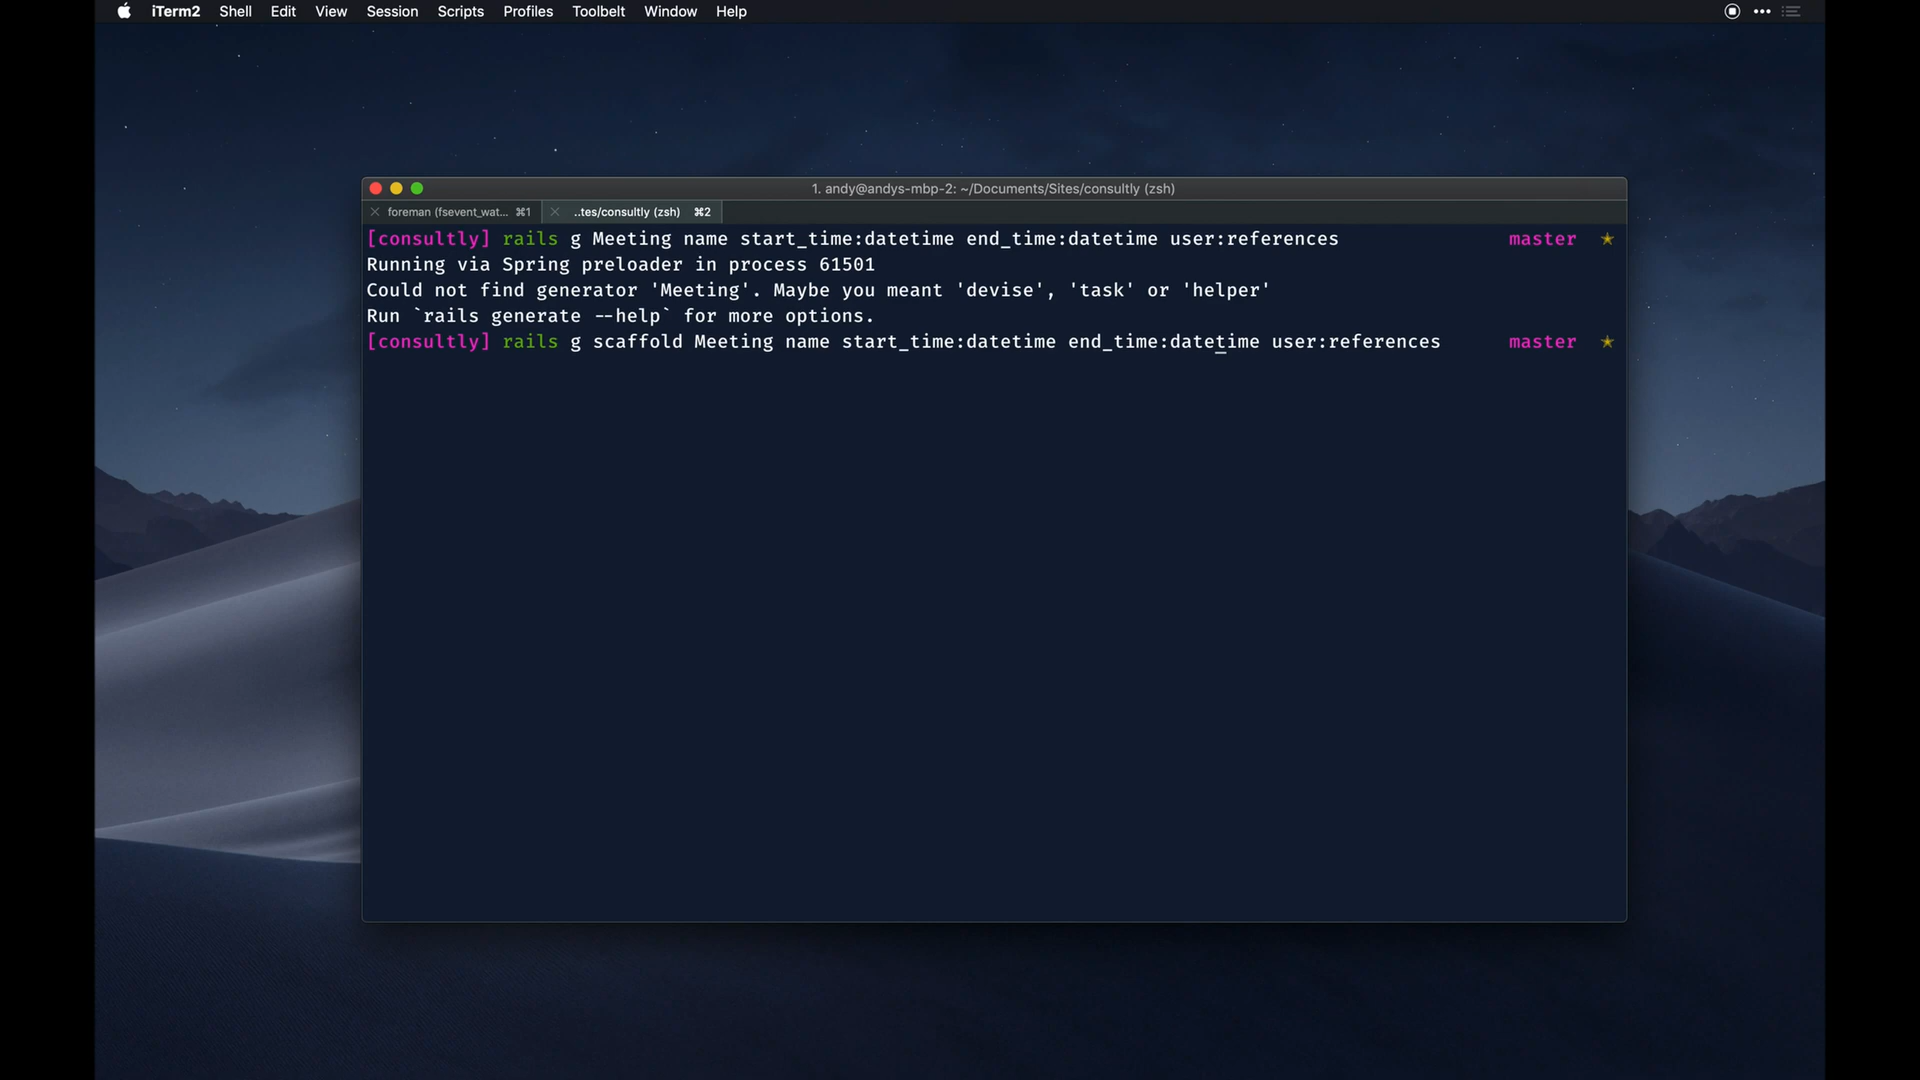 iTerm2 Shell Edit View Session Scripts Profiles Toolbelt Window Help
1. andy@andys-mbp-2: ~/Documents/Sites/consultly (zsh)
foreman (fsevent_wat... ⌘1 ..tes/consultly (zsh) ⌘2
[consultly] rails g Meeting name start_time:datetime end_time:datetime user:references master ★
Running via Spring preloader in process 61501
Could not find generator 'Meeting'. Maybe you meant 'devise', 'task' or 'helper'
Run `rails generate --help` for more options.
[consultly] rails g scaffold Meeting name start_time:datetime end_time:datetime user:references master ★